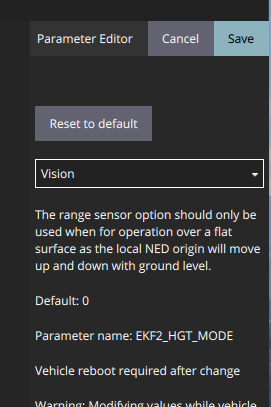 Parameter Editor Cancel Save
Reset to default
Vision
The range sensor option should only be
used when for operation over a flat
surface as the local NED origin will move
up and down with ground level.
Default: 0
Parameter name: EKF2_HGT_MODE
Vehicle reboot required after change
Warning: Modifying values while vehicle